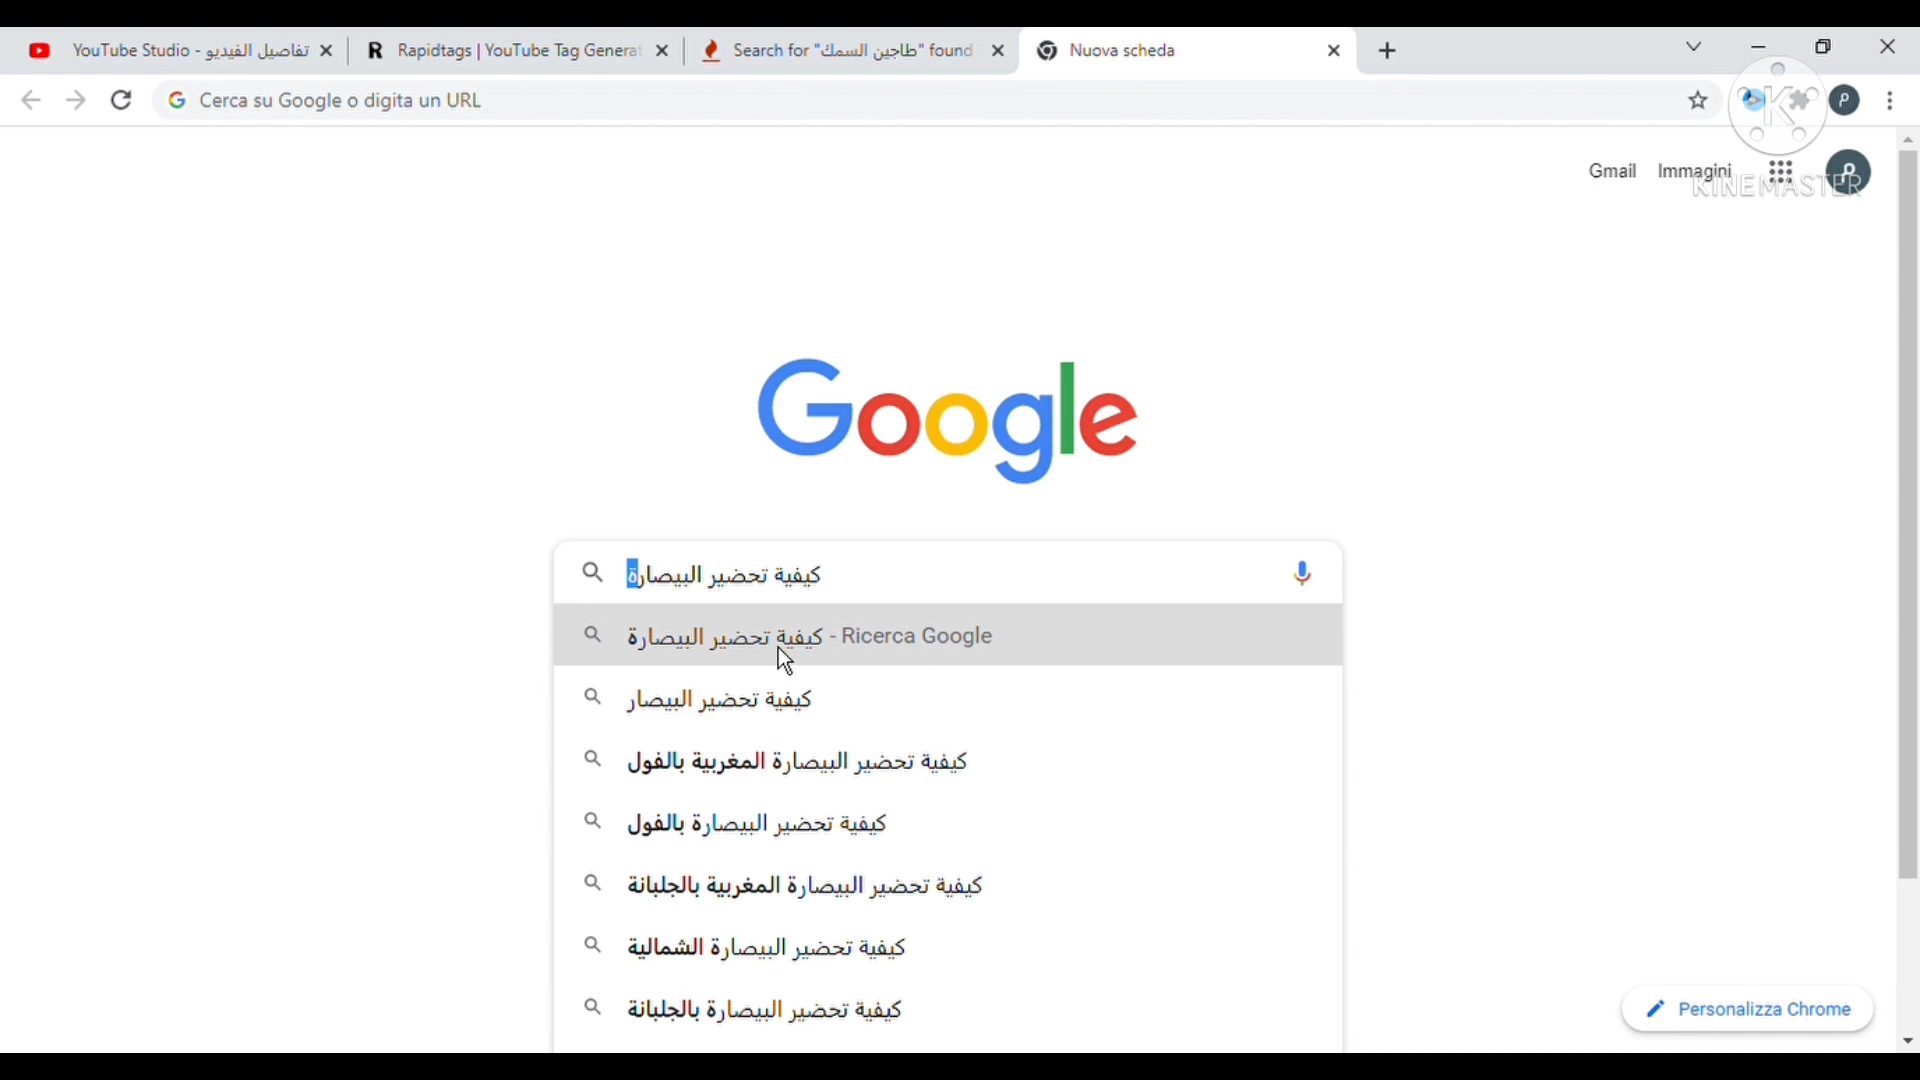 YouTube Studio - تفاصيل الفيديو
Rapidtags | YouTube Tag Generat
Search for "طاجين السمك" found
Nuova scheda
Cerca su Google o digita un URL
Gmail Immagini
KINEMASTER
Google
كيفية تحضير البيصارة
كيفية تحضير البيصارة - Ricerca Google
كيفية تحضير البيصار
كيفية تحضير البيصارة المغربية بالفول
كيفية تحضير البيصارة بالفول
كيفية تحضير البيصارة المغربية بالجلبانة
كيفية تحضير البيصارة الشمالية
كيفية تحضير البيصارة بالجلبانة
Personalizza Chrome